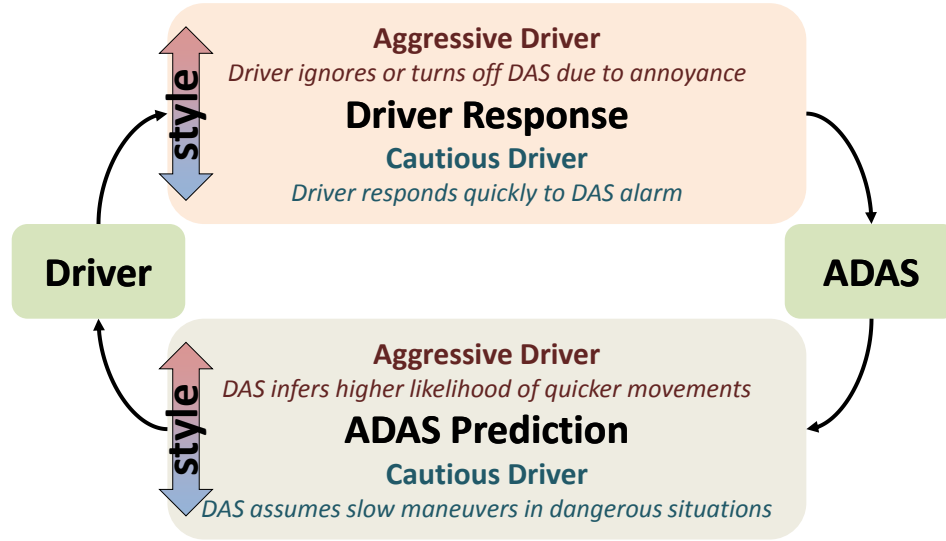 Aggressive Driver
Driver ignores or turns off DAS due to annoyance
style
Driver Response
Cautious Driver
Driver responds quickly to DAS alarm
Driver
ADAS
Aggressive Driver
DAS infers higher likelihood of quicker movements
style
ADAS Prediction
Cautious Driver
DAS assumes slow maneuvers in dangerous situations